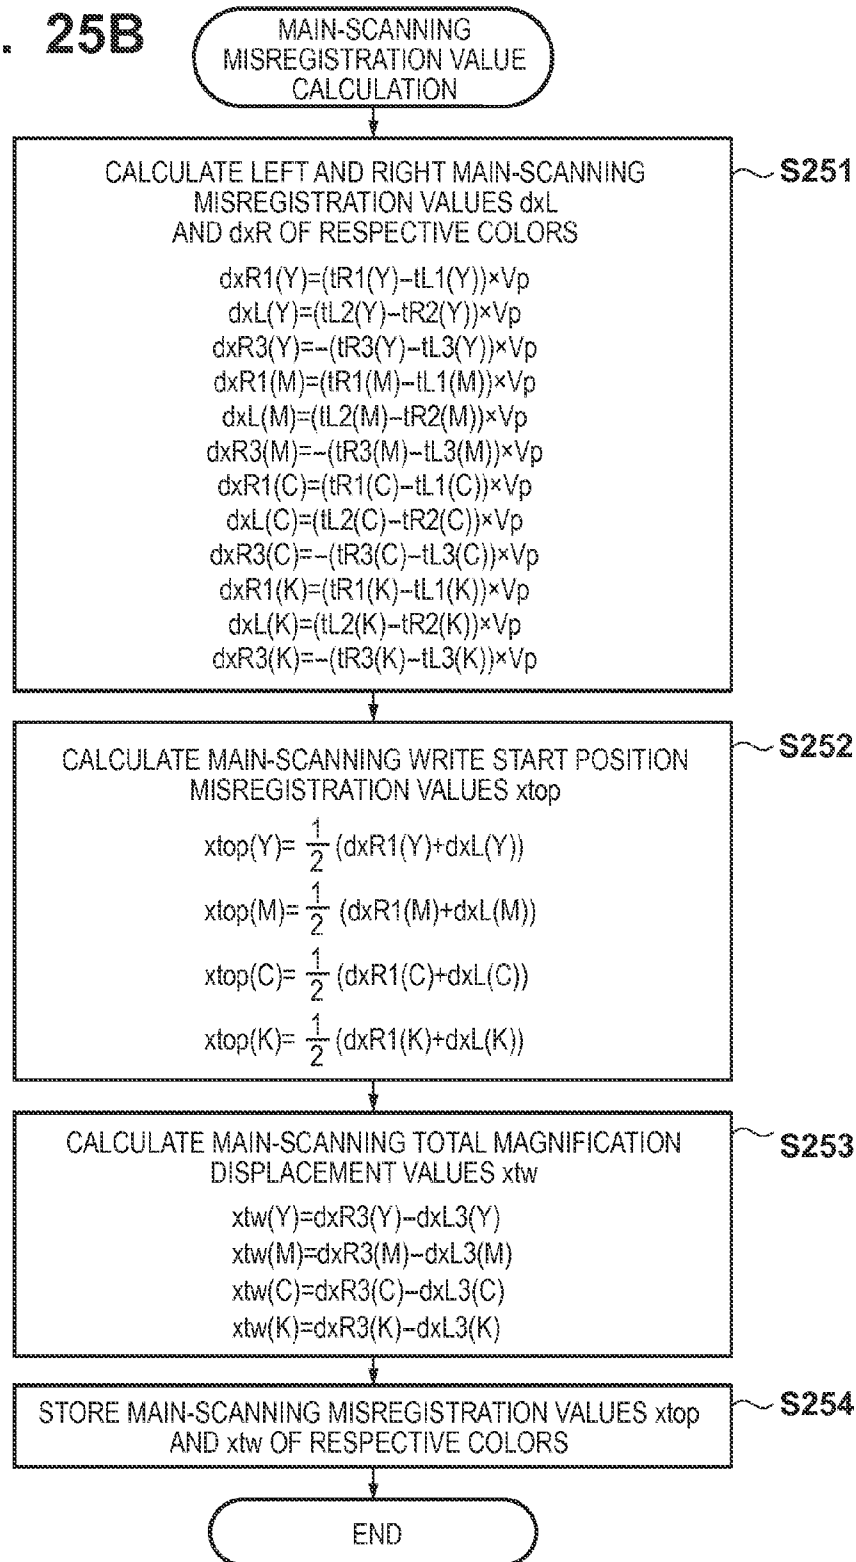 . 25B
MAIN-SCANNING
MISREGISTRATION VALUE
CALCULATION
CALCULATE LEFT AND RIGHT MAIN-SCANNING
MISREGISTRATION VALUES dxL
AND dxR OF RESPECTIVE COLORS
S251
dxR1(Y)=(tR1(Y)–tL1(Y))×Vp
dxL(Y)=(tL2(Y)–tR2(Y))×Vp
dxR3(Y)=–(tR3(Y)–tL3(Y))×Vp
dxR1(M)=(tR1(M)–tL1(M))×Vp
dxL(M)=(tL2(M)–tR2(M))×Vp
dxR3(M)=–(tR3(M)–tL3(M))×Vp
dxR1(C)=(tR1(C)–tL1(C))×Vp
dxL(C)=(tL2(C)–tR2(C))×Vp
dxR3(C)=–(tR3(C)–tL3(C))×Vp
dxR1(K)=(tR1(K)–tL1(K))×Vp
dxL(K)=(tL2(K)–tR2(K))×Vp
dxR3(K)=–(tR3(K)–tL3(K))×Vp
S252
CALCULATE MAIN-SCANNING WRITE START POSITION
MISREGISTRATION VALUES xtop
xtop(Y)= 1/2 (dxR1(Y)+dxL(Y))
xtop(M)= 1/2 (dxR1(M)+dxL(M))
xtop(C)= 1/2 (dxR1(C)+dxL(C))
xtop(K)= 1/2 (dxR1(K)+dxL(K))
S253
CALCULATE MAIN-SCANNING TOTAL MAGNIFICATION
DISPLACEMENT VALUES xtw
xtw(Y)=dxR3(Y)–dxL3(Y)
xtw(M)=dxR3(M)–dxL3(M)
xtw(C)=dxR3(C)–dxL3(C)
xtw(K)=dxR3(K)–dxL3(K)
S254
STORE MAIN-SCANNING MISREGISTRATION VALUES xtop
AND xtw OF RESPECTIVE COLORS
END